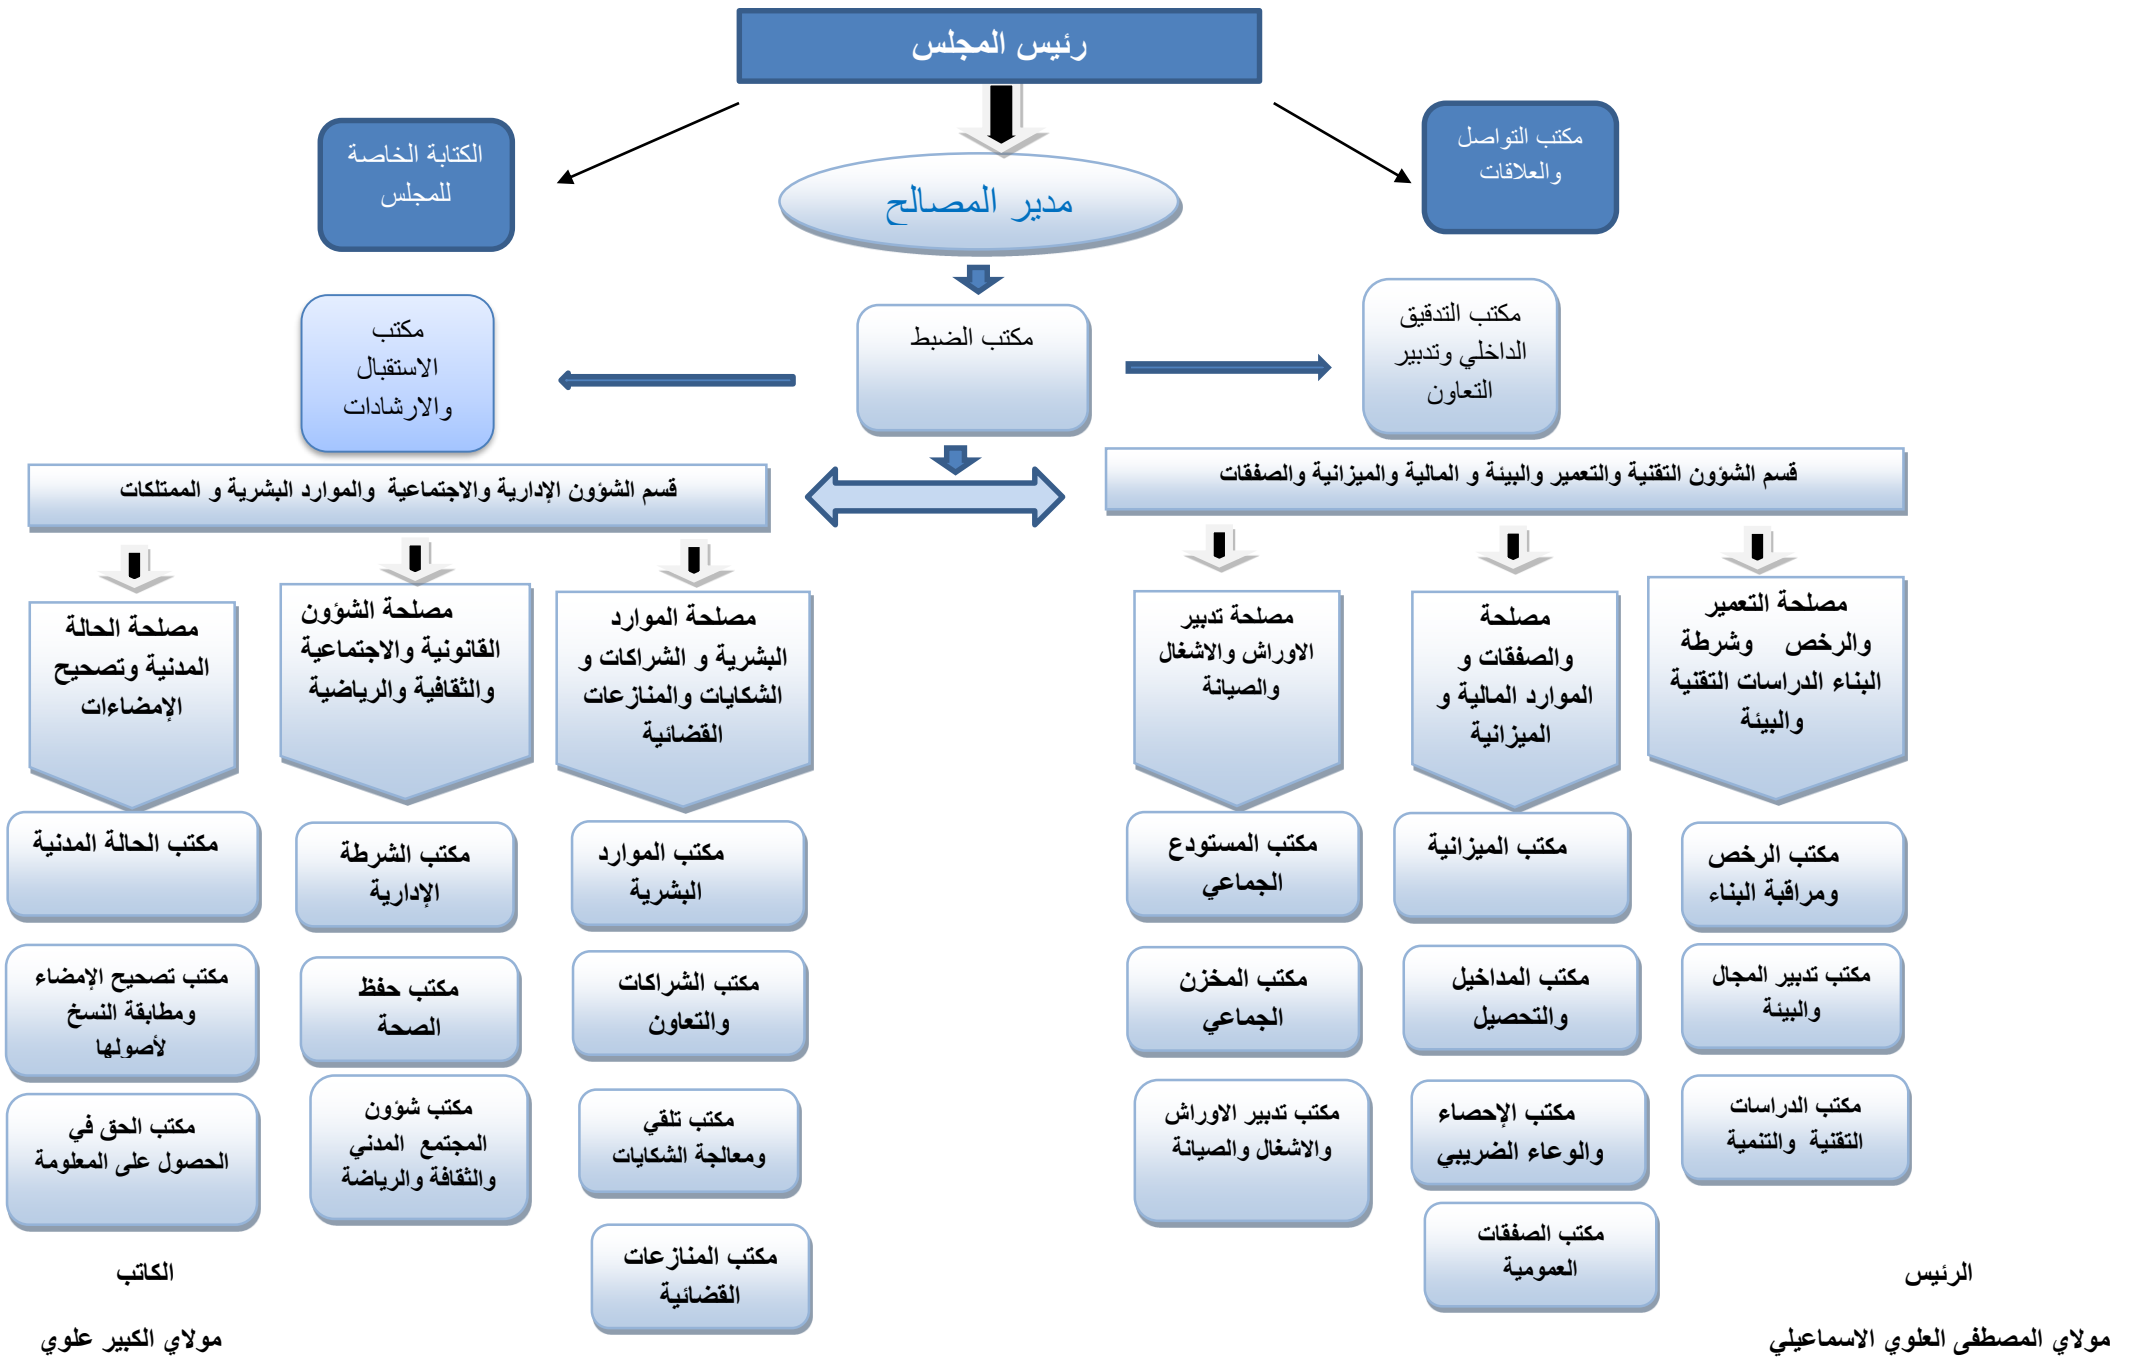 رئيس المجلس
مكتب التواصل
والعلاقات
الكتابة الخاصة
للمجلس
مدير المصالح
مكتب التدقيق
الداخلي وتدبير
التعاون
مكتب الضبط
مكتب
الاستقبال
والارشادات
قسم الشؤون التقنية والتعمير والبيئة و المالية والميزانية والصفقات
قسم الشؤون الإدارية والاجتماعية والموارد البشرية و الممتلكات
مصلحة التعمير
والرخص وشرطة
البناء الدراسات التقنية
والبيئة
مصلحة
والصفقات و
الموارد المالية و
الميزانية
مصلحة تدبير
الاوراش والاشغال
والصيانة
مصلحة الموارد
البشرية و الشراكات و
الشكايات والمنازعات
القضائية
مصلحة الشؤون
القانونية والاجتماعية
والثقافية والرياضية
مصلحة الحالة
المدنية وتصحيح
الإمضاءات
مكتب الرخص
ومراقبة البناء
مكتب الميزانية
مكتب المستودع
الجماعي
مكتب الموارد
البشرية
مكتب الشرطة
الإدارية
مكتب الحالة المدنية
مكتب تدبير المجال
والبيئة
مكتب المداخيل
والتحصيل
مكتب المخزن
الجماعي
مكتب الشراكات
والتعاون
مكتب حفظ
الصحة
مكتب تصحيح الإمضاء
ومطابقة النسخ
لأصولها
مكتب الدراسات
التقنية والتنمية
مكتب الإحصاء
والوعاء الضريبي
مكتب تدبير الاوراش
والاشغال والصيانة
مكتب تلقي
ومعالجة الشكايات
مكتب شؤون
المجتمع المدني
والثقافة والرياضة
مكتب الحق في
الحصول على المعلومة
مكتب الصفقات
العمومية
مكتب المنازعات
القضائية
الرئيس
الكاتب
مولاي المصطفى العلوي الاسماعيلي
مولاي الكبير علوي